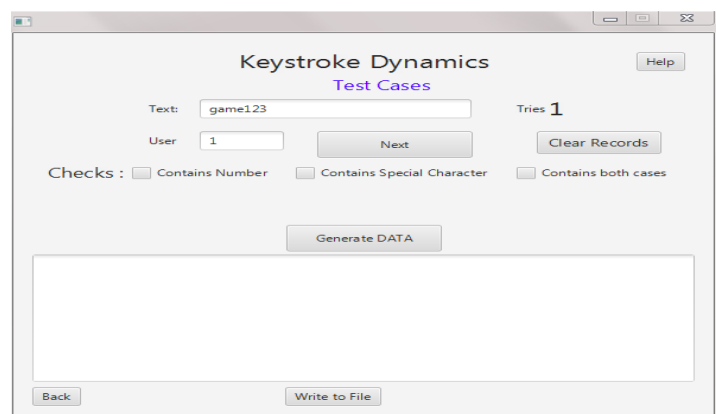 Keystroke Dynamics
Help
Test Cases
Text: game123 Tries 1
User 1 Next Clear Records
Checks : Contains Number Contains Special Character Contains both cases
Generate DATA
Back Write to File